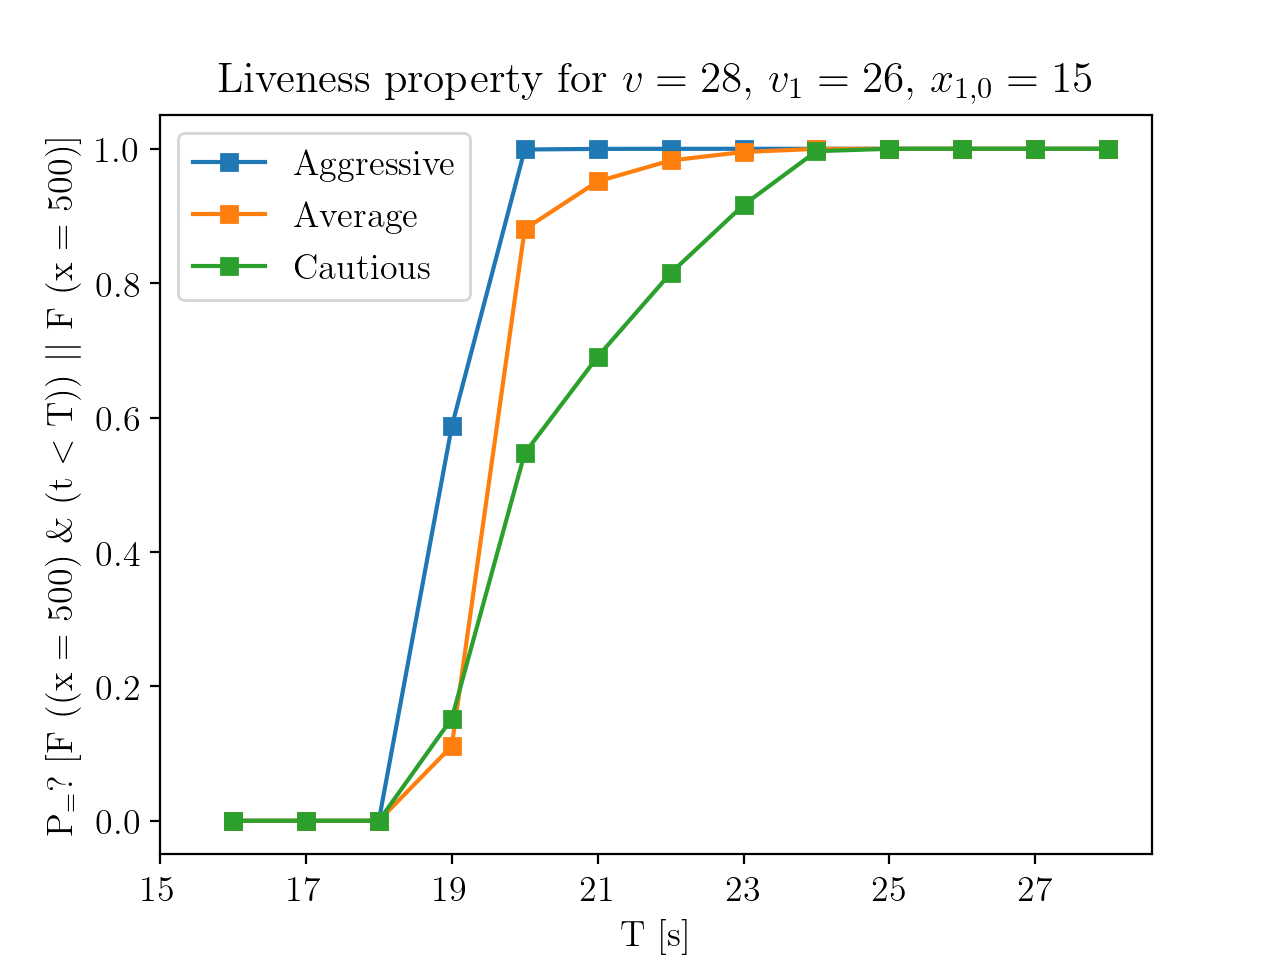 Liveness property for v = 28, v₁ = 26, x₁,₀ = 15
P₌? [F ((x = 500) & (t < T)) || F (x = 500)]
1.0
0.8
0.6
0.4
0.2
0.0
Aggressive
Average
Cautious
15 17 19 21 23 25 27
T [s]